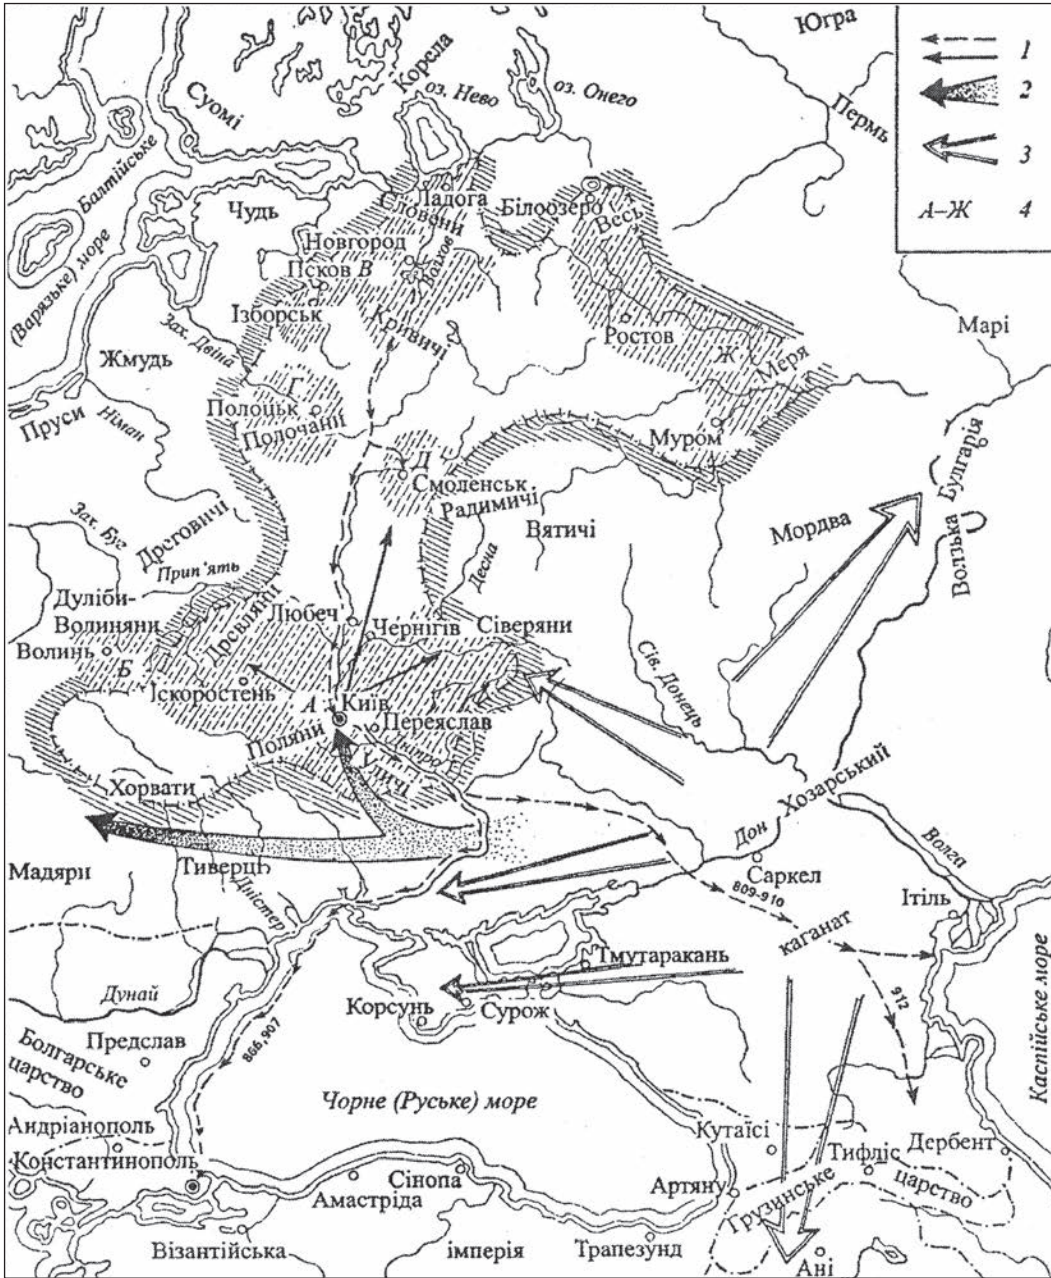 Югра
1
2
3
А–Ж 4
Корела
оз. Нево
оз. Онего
Суомі
Пермь
Балтійське
(Варязьке) море
Чудь
Ладога
Словени
Білоозеро
Весь
Новгород
Волхов
Псков В
Ізборськ
Кривичі
Зах. Двіна
Ростов
Марі
Ж
Меря
Жмудь
Пруси
Німан
Г
Полоцьк
Полочани
Муром
Д
Смоленськ
Радимичі
Вятичі
Мордва
Волзька Булгарія
Зах. Буг
Дреговичі
Прип'ять
Десна
Дуліби-
Волиняни
Волинь
Б
Древляни
Любеч
Чернігів
Сіверяни
Сів. Донець
Іскоростень
А
Київ
Переяслав
Дніпро
Поляни
Уличі
Хорвати
Хозарський
Дон
Волга
Мадяри
Тиверці
Дністер
Саркел
809-910
Ітіль
каганат
Тмутаракань
912
Дунай
Корсунь
Сурож
Каспійське море
866,907
Предслав
Болгарське
царство
Чорне (Руське) море
Андріанополь
Константинополь
Кутаїсі
Тифліс
Дербент
Сінопа
Амастріда
Артяну
Грузинське
царство
Візантійська
імперія
Трапезунд
Ані